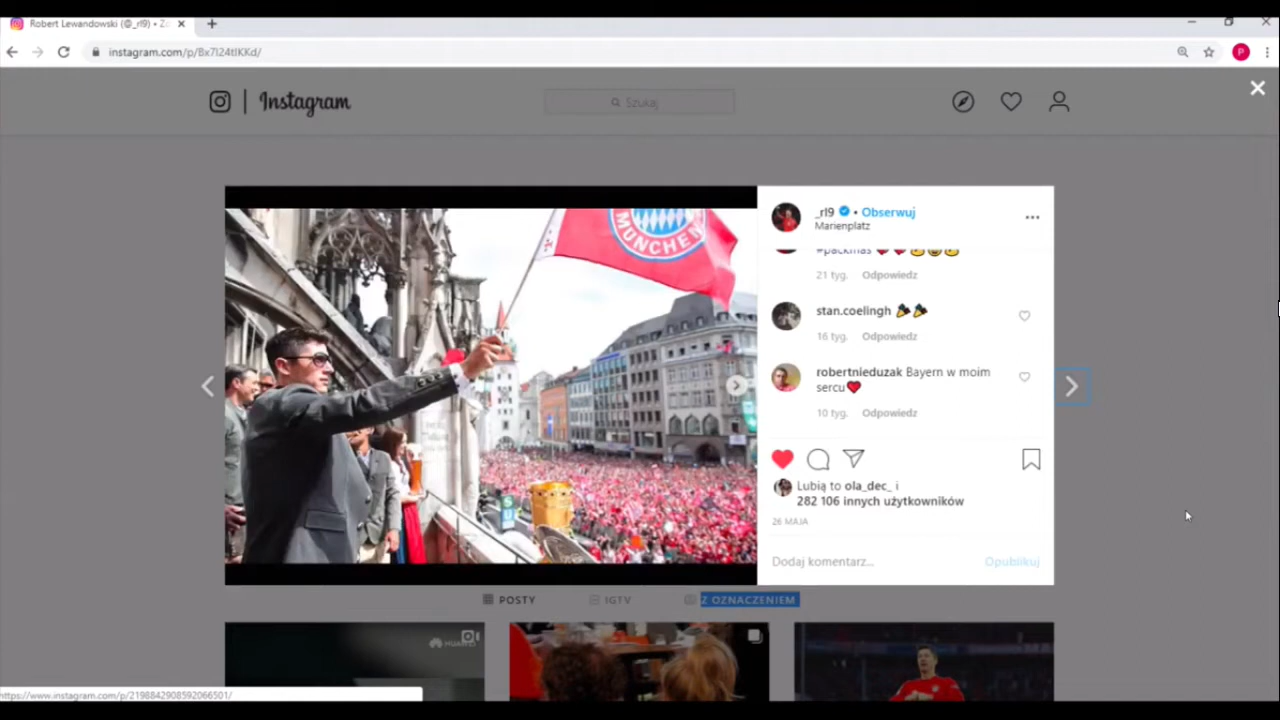 Robert Lewandowski (@_rl9) • Z
instagram.com/p/Bx7l24tIKKd/
P
Instagram
Szukaj
MÜNCHEN
_rl9 • Obserwuj
Marienplatz
#packmas
21 tyg. Odpowiedz
stan.coelingh
16 tyg. Odpowiedz
robertnieduzak Bayern w moim
sercu
10 tyg. Odpowiedz
Lubią to ola_dec_ i
282 106 innych użytkowników
26 MAJA
Dodaj komentarz... Opublikuj
POSTY IGTV Z OZNACZENIEM
HUAWEI
https://www.instagram.com/p/2198842908592066501/